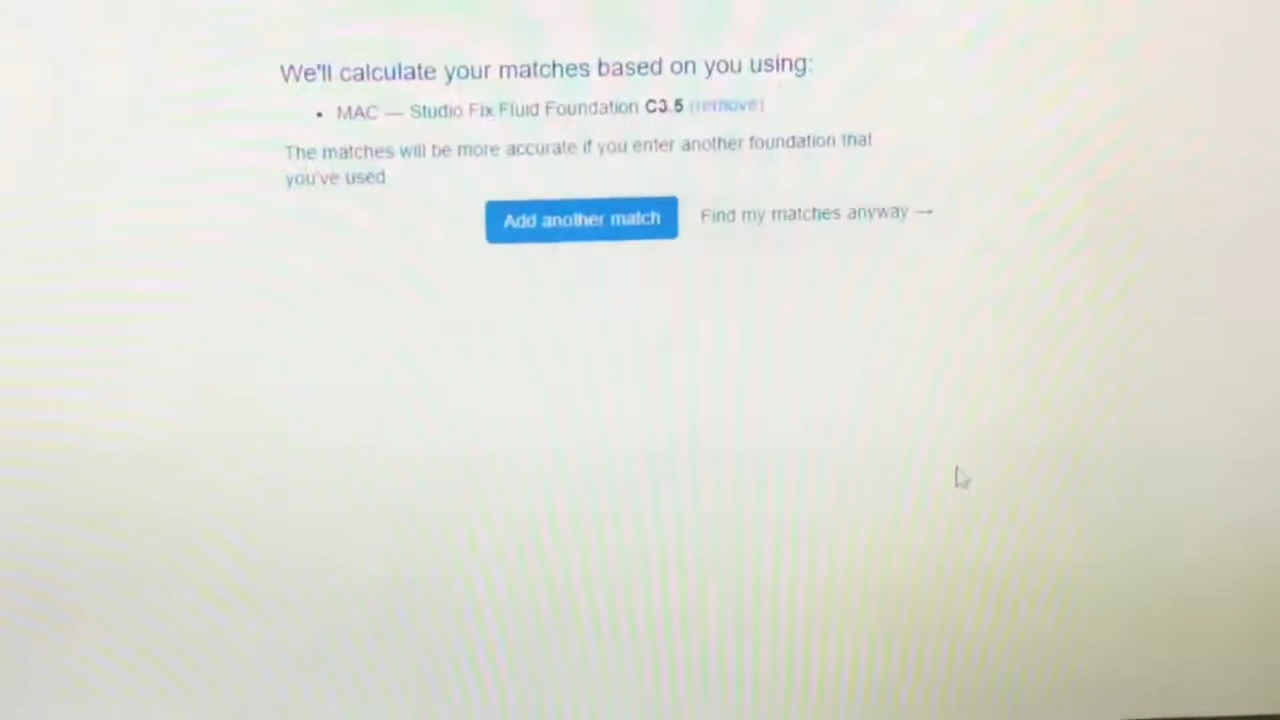 We'll calculate your matches based on you using:
• MAC — Studio Fix Fluid Foundation C3.5 (remove)
The matches will be more accurate if you enter another foundation that
you've used
Add another match Find my matches anyway →